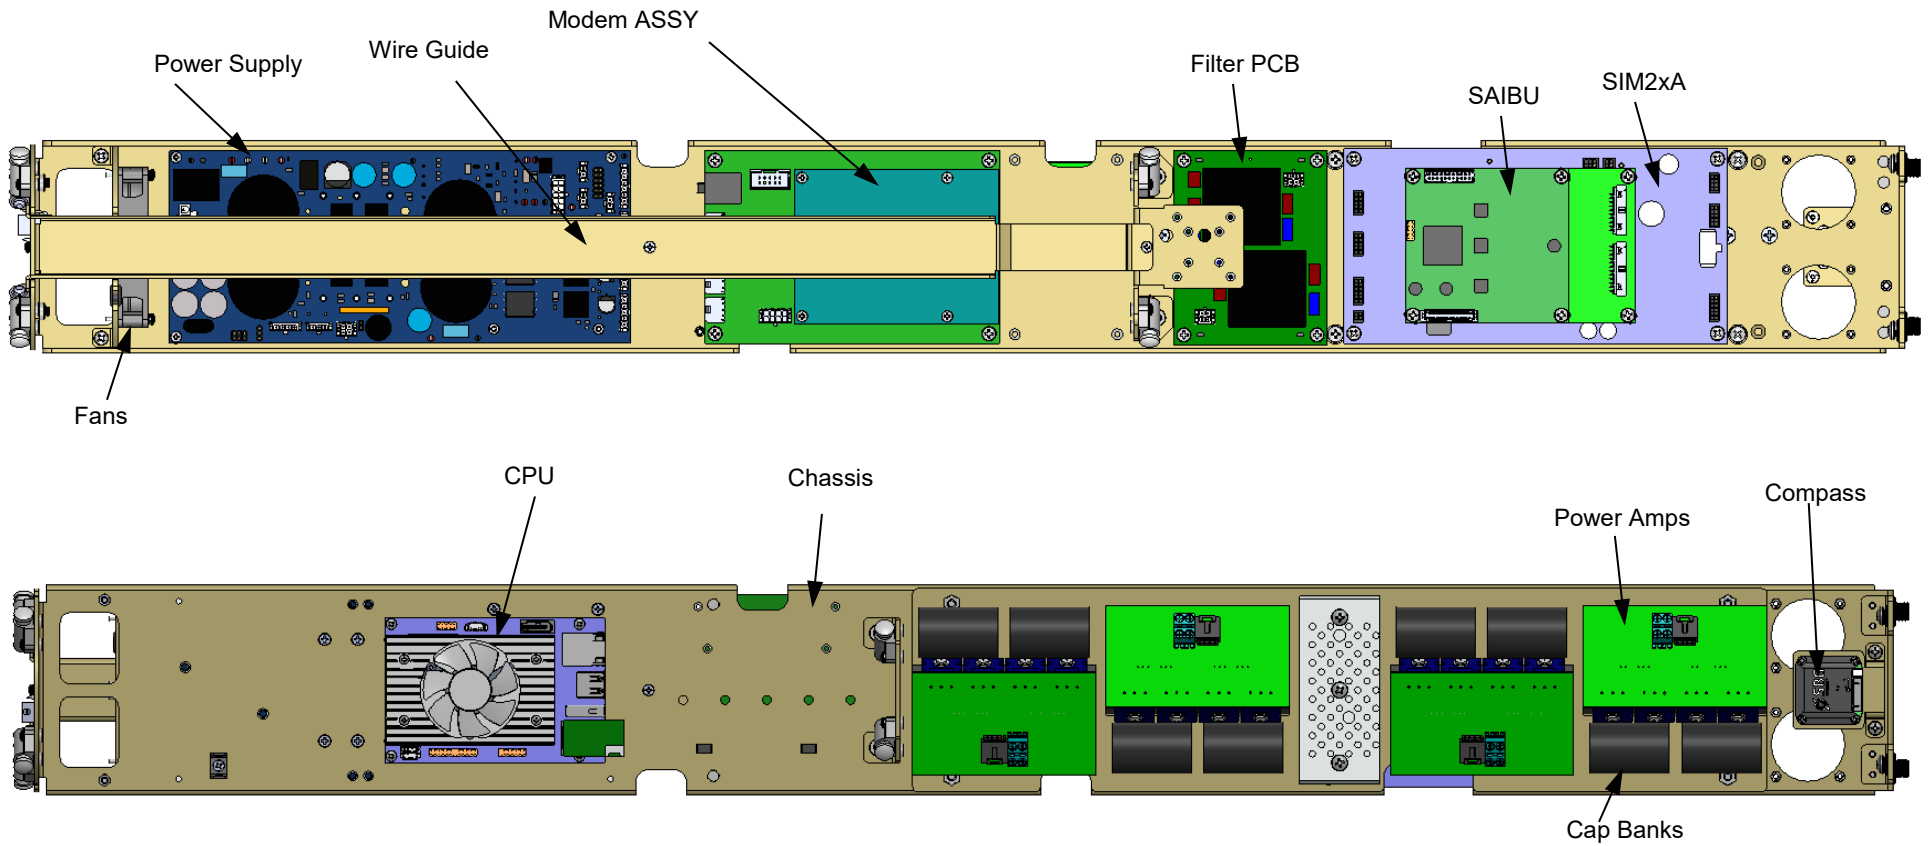 Modem ASSY
Wire Guide
Power Supply
Filter PCB
SIM2xA
SAIBU
Fans
CPU
Chassis
Compass
Power Amps
Cap Banks